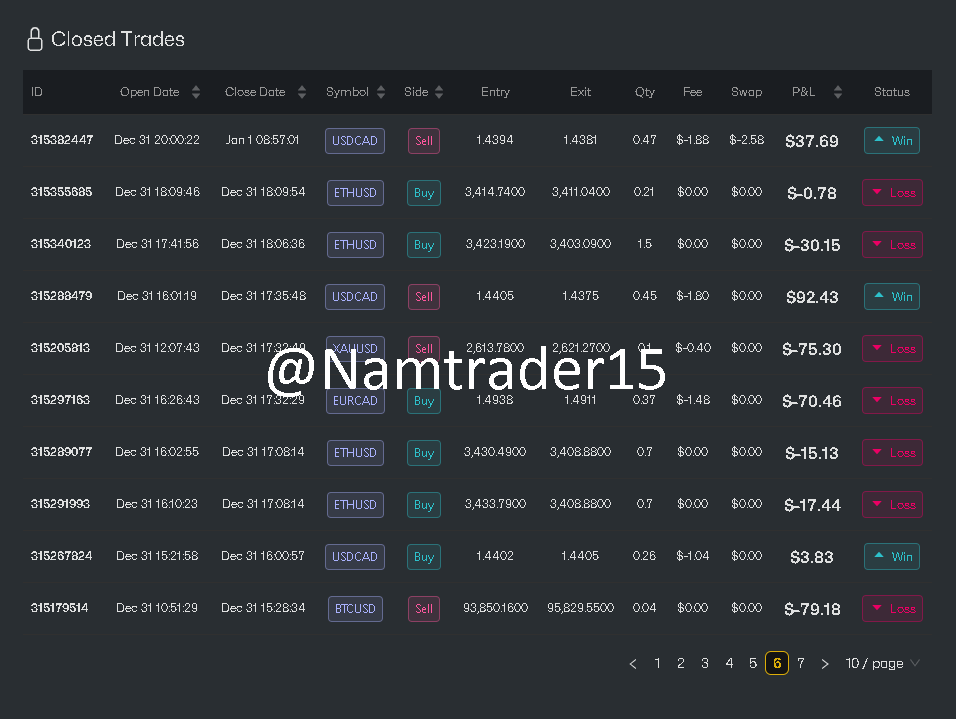 Closed Trades
ID Open Date Close Date Symbol Side Entry Exit Qty Fee Swap P&L Status
315382447 Dec 31 20:00:22 Jan 1 08:57:01 USDCAD Sell 1.4394 1.4381 0.47 $-1.88 $-2.58 $37.69 Win
315355685 Dec 31 18:09:46 Dec 31 18:09:54 ETHUSD Buy 3,414.7400 3,411.0400 0.21 $0.00 $0.00 $-0.78 Loss
315340123 Dec 31 17:41:56 Dec 31 18:06:36 ETHUSD Buy 3,423.1900 3,403.0900 1.5 $0.00 $0.00 $-30.15 Loss
315288479 Dec 31 16:01:19 Dec 31 17:35:48 USDCAD Sell 1.4405 1.4375 0.45 $-1.80 $0.00 $92.43 Win
315205813 Dec 31 12:07:43 Dec 31 17:32:49 XAUUSD Sell 2,613.7800 2,621.2700 0.1 $-0.40 $0.00 $-75.30 Loss
@Namtrader15
315297163 Dec 31 16:26:43 Dec 31 17:32:29 EURCAD Buy 1.4938 1.4911 0.37 $-1.48 $0.00 $-70.46 Loss
315289077 Dec 31 16:02:55 Dec 31 17:08:14 ETHUSD Buy 3,430.4900 3,408.8800 0.7 $0.00 $0.00 $-15.13 Loss
315291993 Dec 31 16:10:23 Dec 31 17:08:14 ETHUSD Buy 3,433.7900 3,408.8800 0.7 $0.00 $0.00 $-17.44 Loss
315267824 Dec 31 15:21:58 Dec 31 16:00:57 USDCAD Buy 1.4402 1.4405 0.26 $-1.04 $0.00 $3.83 Win
315179514 Dec 31 10:51:29 Dec 31 15:28:34 BTCUSD Sell 93,850.1600 95,829.5500 0.04 $0.00 $0.00 $-79.18 Loss
< 1 2 3 4 5 6 7 > 10 / page